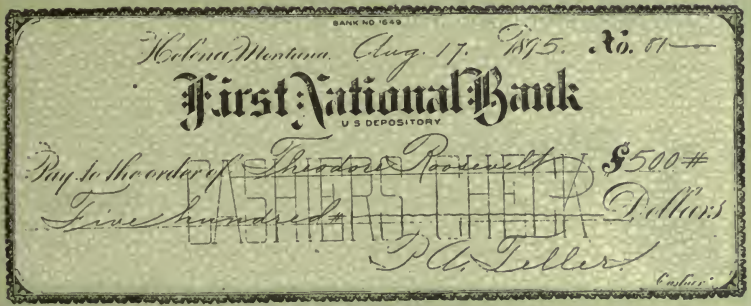 BANK NO 1649
Helena, Montana. Aug. 17. 1895. No. 81
First National Bank
U S DEPOSITORY
Pay to the order of Theodore Roosevelt $500#
CASHIERS CHECK
Five hundred# Dollars
P A. Teller.
Cashier.